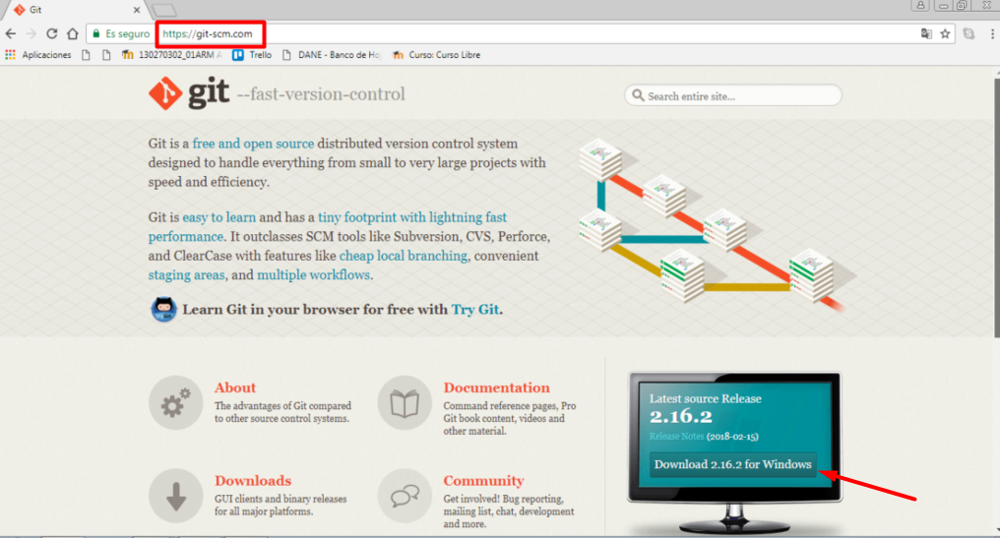 Git
Es seguro
https://git-scm.com
Aplicaciones
130270302_01ARM
Trello
DANE - Banco de Ho
Curso: Curso Libre
git --fast-version-control
Search entire site...
Git is a free and open source distributed version control system
designed to handle everything from small to very large projects with
speed and efficiency.
Git is easy to learn and has a tiny footprint with lightning fast
performance. It outclasses SCM tools like Subversion, CVS, Perforce,
and ClearCase with features like cheap local branching, convenient
staging areas, and multiple workflows.
Learn Git in your browser for free with Try Git.
About
The advantages of Git compared
to other source control systems.
Documentation
Command reference pages, Pro
Git book content, videos and
other material.
Downloads
GUI clients and binary releases
for all major platforms.
Community
Get involved! Bug reporting,
mailing list, chat, development
and more.
Latest source Release
2.16.2
Release Notes (2018-02-15)
Download 2.16.2 for Windows